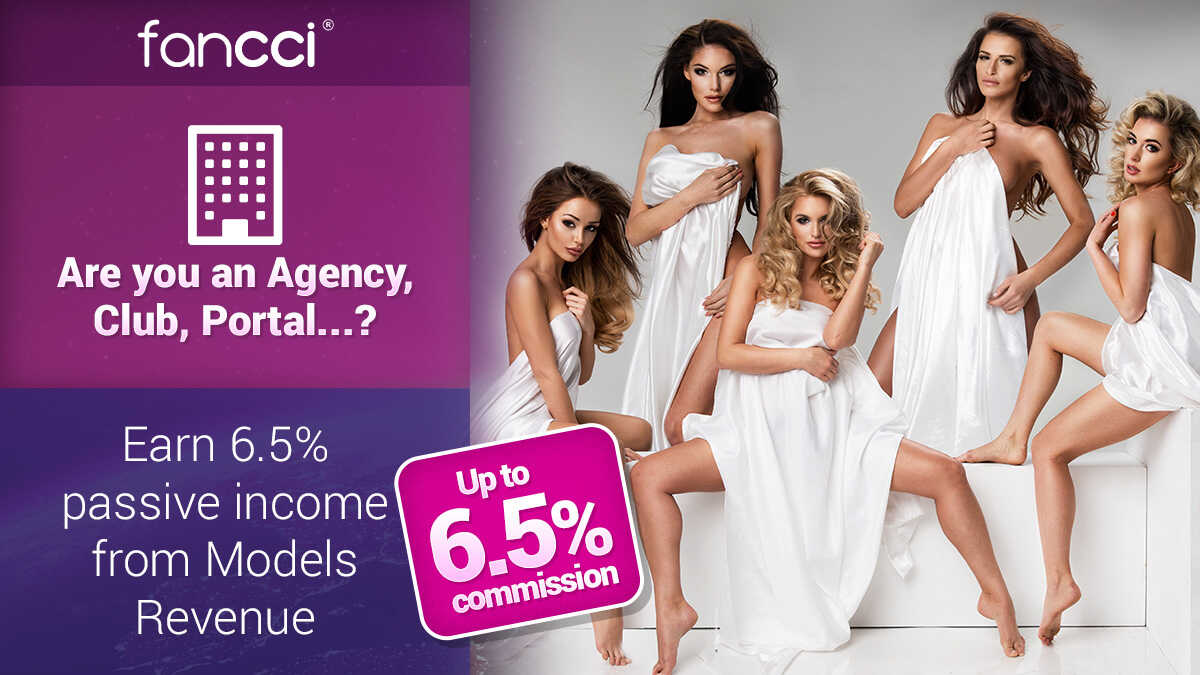 fancci®
Are you an Agency,
Club, Portal...?
Earn 6.5%
passive income
from Models
Revenue
Up to
6.5%
commission